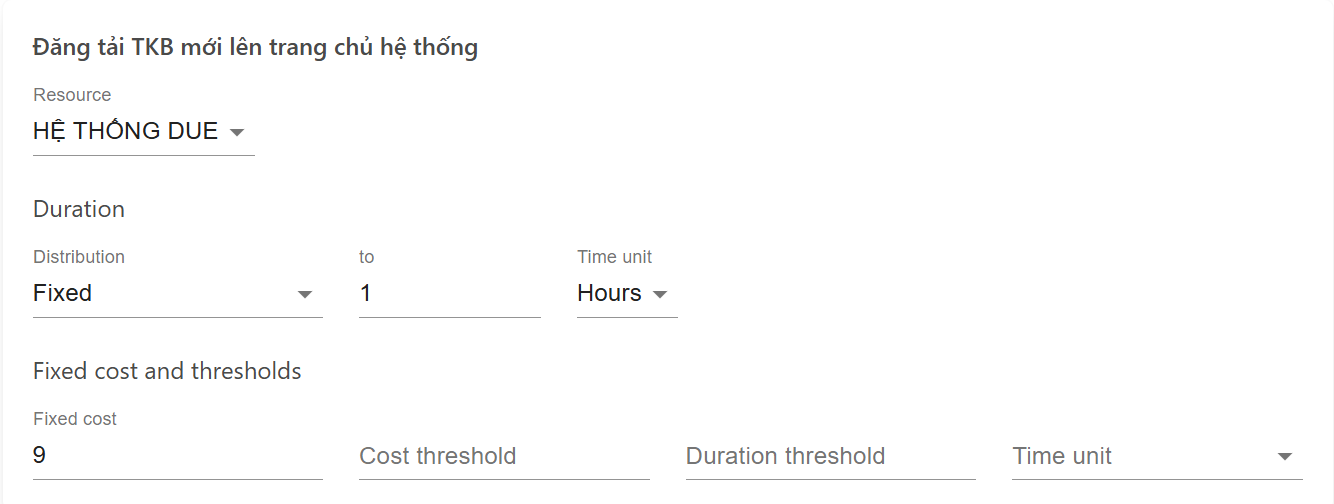 Đăng tải TKB mới lên trang chủ hệ thống
Resource
HỆ THỐNG DUE
Duration
Distribution to Time unit
Fixed 1 Hours
Fixed cost and thresholds
Fixed cost
9 Cost threshold Duration threshold Time unit